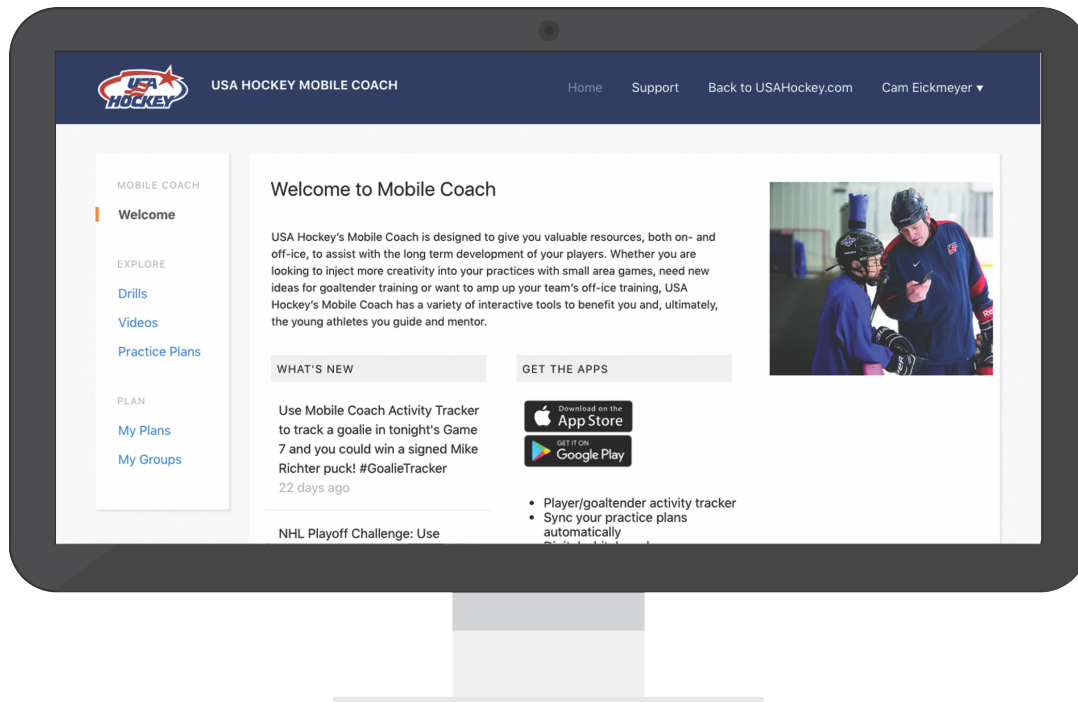 USA
HOCKEY
USA HOCKEY MOBILE COACH
Home
Support
Back to USAHockey.com
Cam Eickmeyer ▾
MOBILE COACH
Welcome
EXPLORE
Drills
Videos
Practice Plans
PLAN
My Plans
My Groups
Welcome to Mobile Coach
USA Hockey's Mobile Coach is designed to give you valuable resources, both on- and
off-ice, to assist with the long term development of your players. Whether you are
looking to inject more creativity into your practices with small area games, need new
ideas for goaltender training or want to amp up your team's off-ice training, USA
Hockey's Mobile Coach has a variety of interactive tools to benefit you and, ultimately,
the young athletes you guide and mentor.
WHAT'S NEW
Use Mobile Coach Activity Tracker
to track a goalie in tonight's Game
7 and you could win a signed Mike
Richter puck! #GoalieTracker
22 days ago
NHL Playoff Challenge: Use
GET THE APPS
Download on the
App Store
GET IT ON
Google Play
• Player/goaltender activity tracker
• Sync your practice plans
automatically